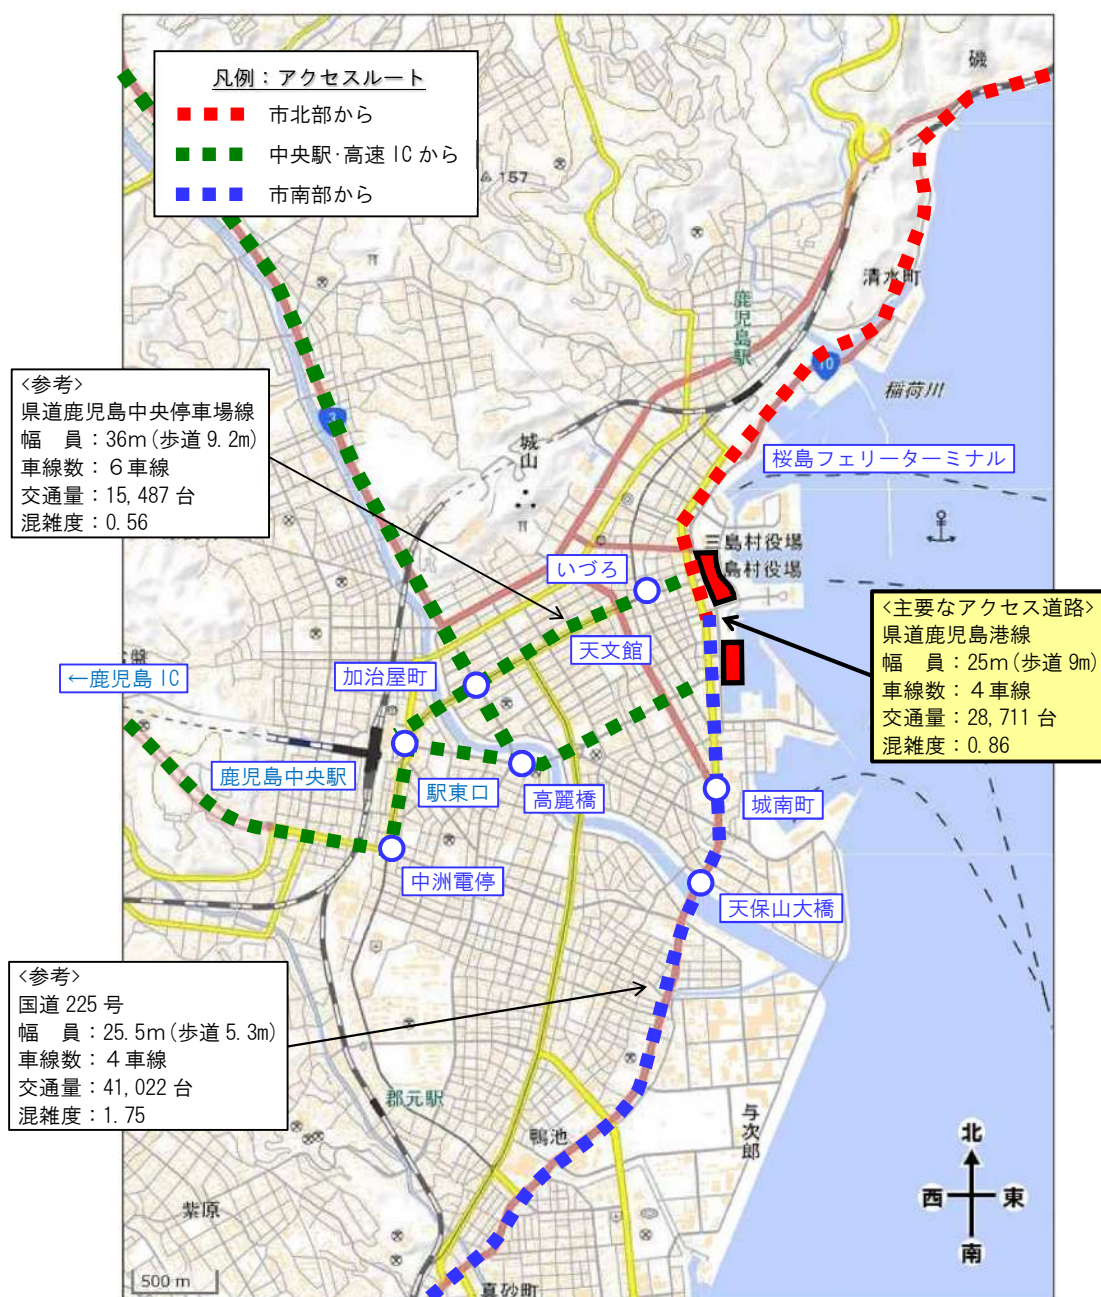 凡例：アクセスルート
市北部から
中央駅・高速ICから
市南部から
磯
157
清水町
鹿児島駅
10
稲荷川
<参考>
県道鹿児島中央停車場線
幅　員：36m(歩道 9.2m)
車線数：６車線
交通量：15,487 台
混雑度：0.56
3
城山
桜島フェリーターミナル
三島村役場
島村役場
いづろ
天文館
加治屋町
<主要なアクセス道路>
県道鹿児島港線
幅　員：25m(歩道 9m)
車線数：４車線
交通量：28,711 台
混雑度：0.86
盤
←鹿児島 IC
鹿児島中央駅
駅東口
高麗橋
城南町
中洲電停
天保山大橋
<参考>
国道 225 号
幅　員：25.5m(歩道 5.3m)
車線数：４車線
交通量：41,022 台
混雑度：1.75
郡元駅
鴨池
与次郎
紫原
真砂町
500 m
北
西
東
南